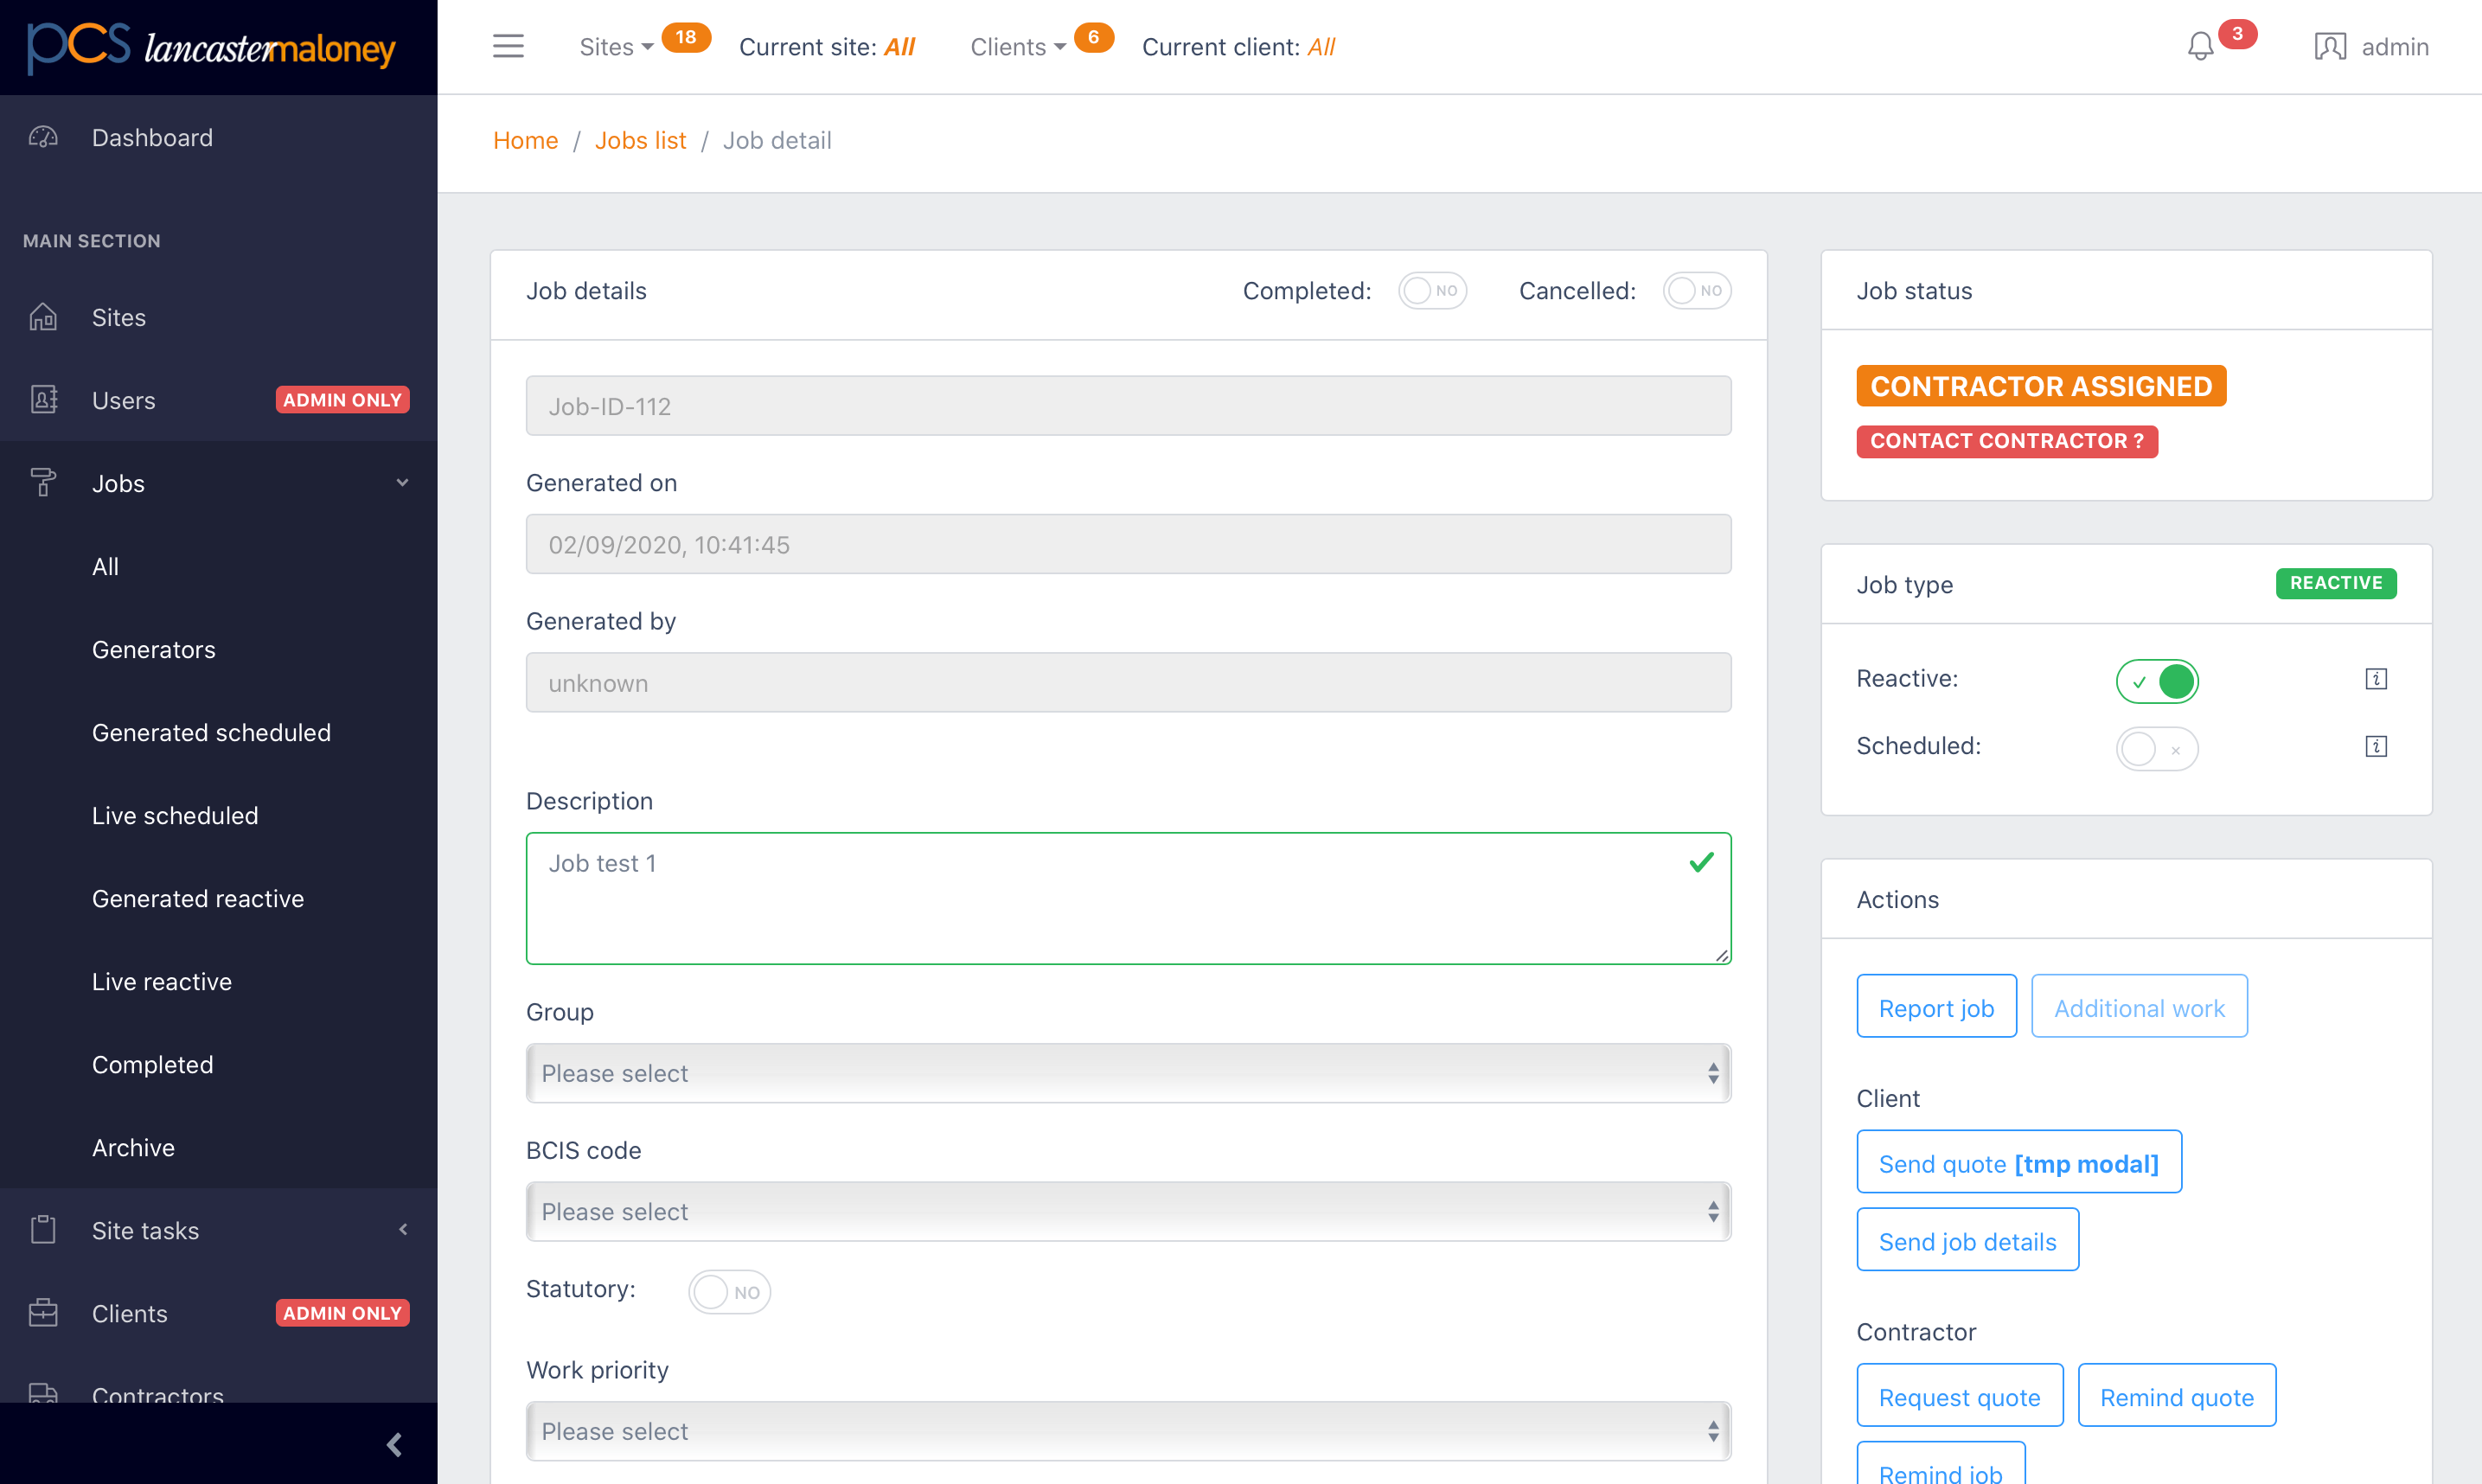 pcs lancastermaloney
Sites 18 Current site: All Clients 6 Current client: All 3 admin
Dashboard
MAIN SECTION
Sites
Users ADMIN ONLY
Jobs
All
Generators
Generated scheduled
Live scheduled
Generated reactive
Live reactive
Completed
Archive
Site tasks
Clients ADMIN ONLY
Contractors
Home / Jobs list / Job detail
Job details Completed: NO Cancelled: NO
Job-ID-112
Generated on
02/09/2020, 10:41:45
Generated by
unknown
Description
Job test 1
Group
Please select
BCIS code
Please select
Statutory: NO
Work priority
Please select
Job status
CONTRACTOR ASSIGNED
CONTACT CONTRACTOR ?
Job type REACTIVE
Reactive:
Scheduled:
Actions
Report job Additional work
Client
Send quote [tmp modal]
Send job details
Contractor
Request quote Remind quote
Remind job